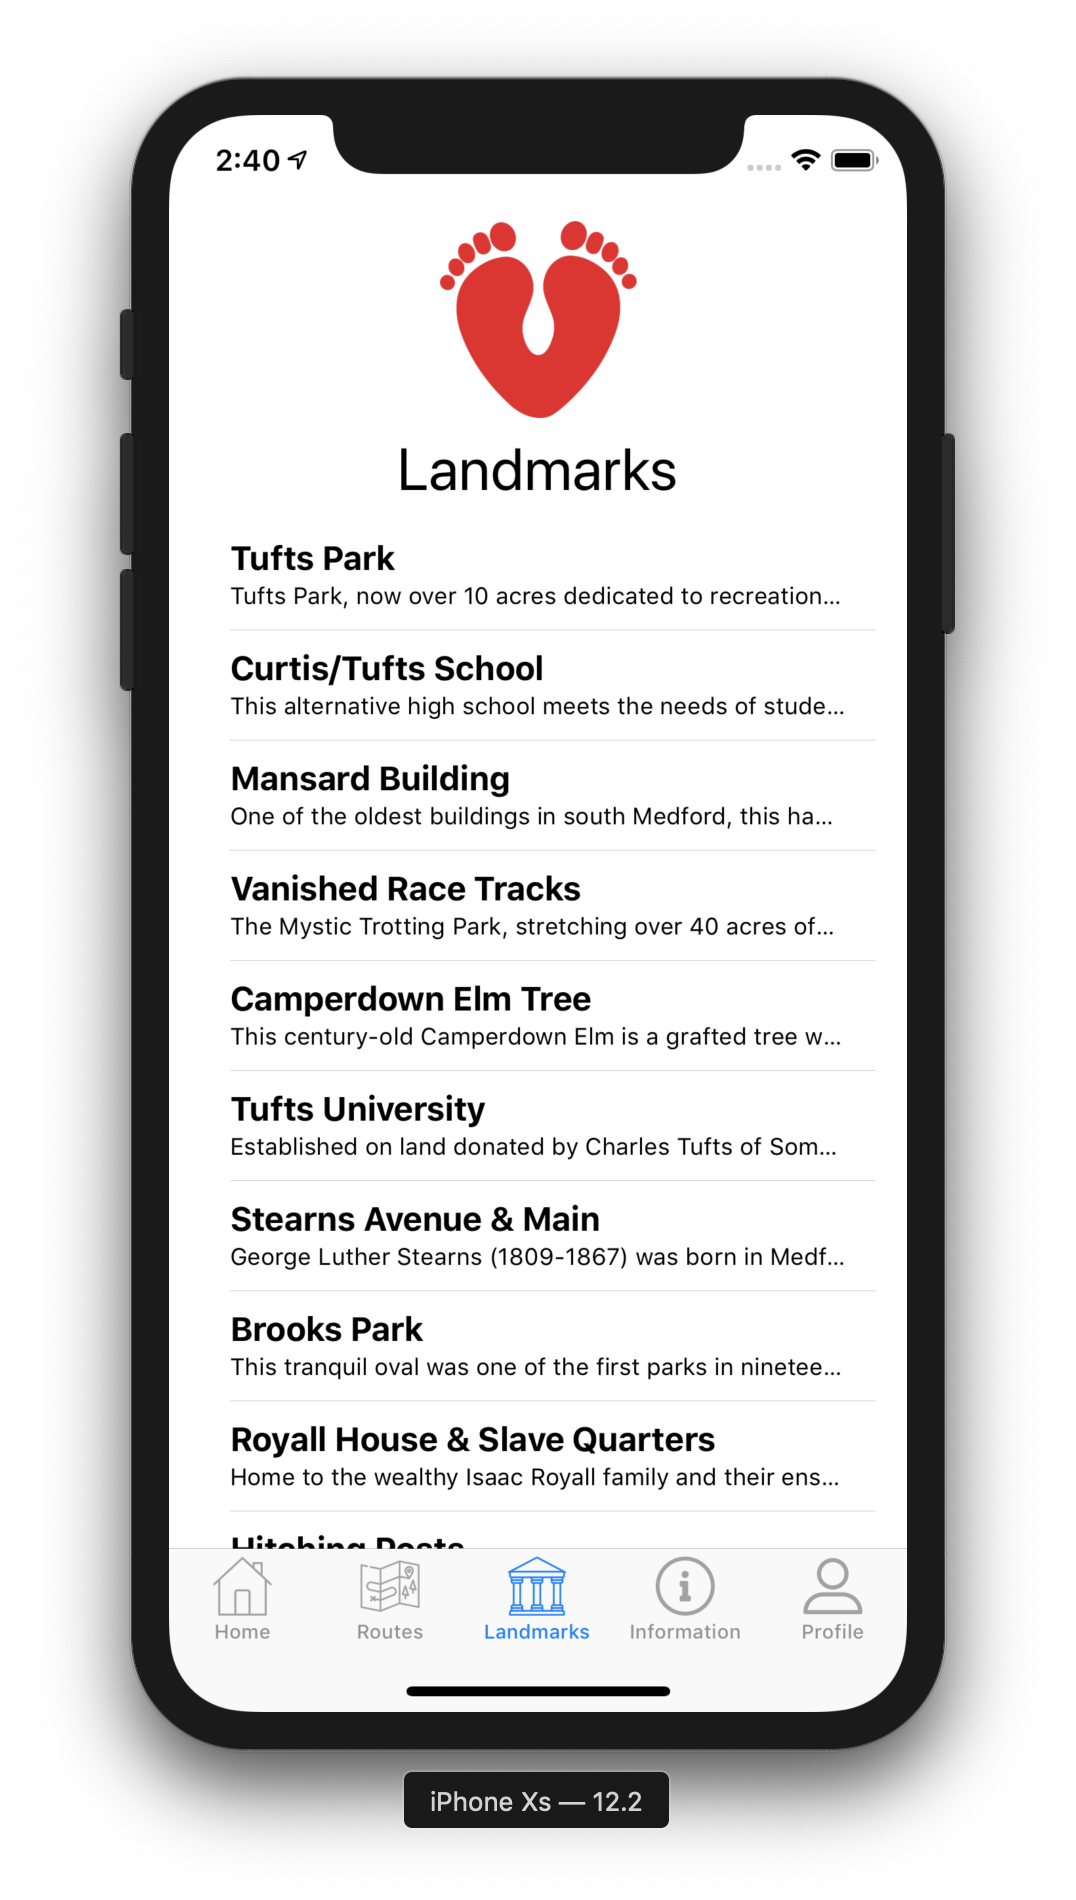 2:40
Landmarks
Tufts Park
Tufts Park, now over 10 acres dedicated to recreation...
Curtis/Tufts School
This alternative high school meets the needs of stude...
Mansard Building
One of the oldest buildings in south Medford, this ha...
Vanished Race Tracks
The Mystic Trotting Park, stretching over 40 acres of...
Camperdown Elm Tree
This century-old Camperdown Elm is a grafted tree w...
Tufts University
Established on land donated by Charles Tufts of Som...
Stearns Avenue & Main
George Luther Stearns (1809-1867) was born in Medf...
Brooks Park
This tranquil oval was one of the first parks in ninetee...
Royall House & Slave Quarters
Home to the wealthy Isaac Royall family and their ens...
Hitching Posts
Home
Routes
Landmarks
Information
Profile
iPhone Xs — 12.2